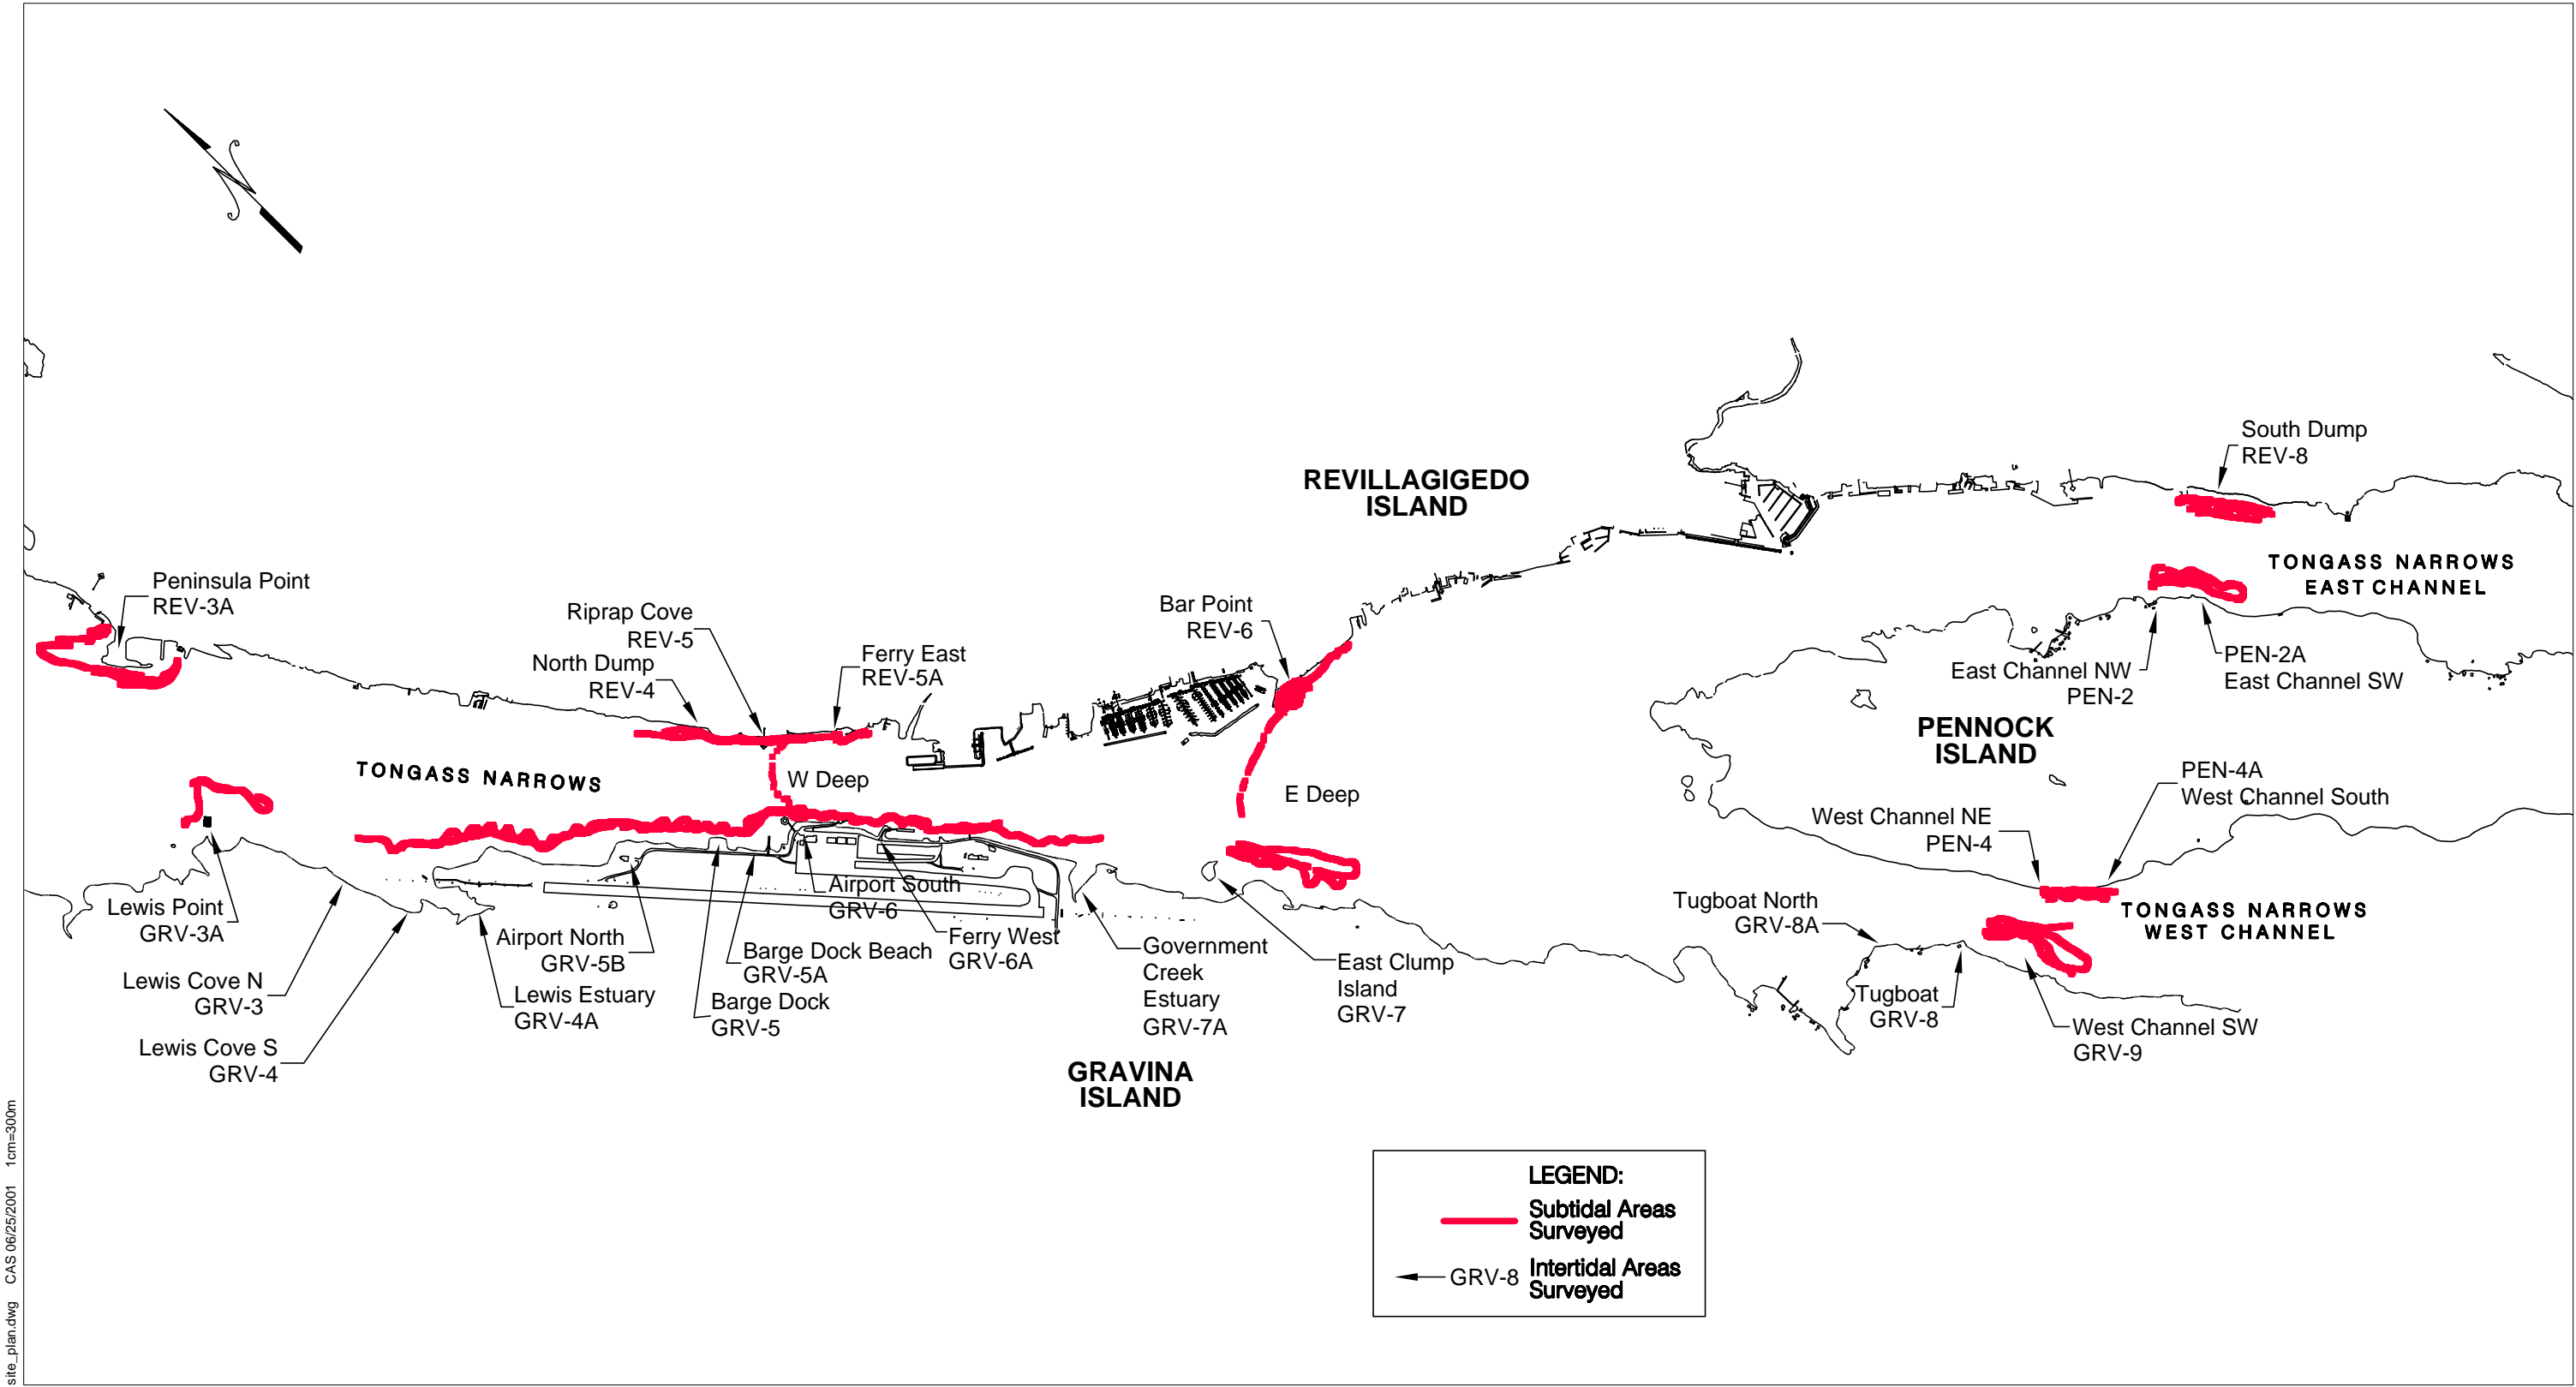 REVILLAGIGEDO
ISLAND
South Dump
REV-8
TONGASS NARROWS
EAST CHANNEL
Peninsula Point
REV-3A
Riprap Cove
REV-5
North Dump
REV-4
Ferry East
REV-5A
Bar Point
REV-6
East Channel NW
PEN-2
PEN-2A
East Channel SW
PENNOCK
ISLAND
TONGASS NARROWS
W Deep
E Deep
PEN-4A
West Channel South
West Channel NE
PEN-4
Lewis Point
GRV-3A
Airport South
GRV-6
Tugboat North
GRV-8A
TONGASS NARROWS
WEST CHANNEL
Airport North
GRV-5B
Barge Dock Beach
GRV-5A
Ferry West
GRV-6A
Government
Creek
Estuary
GRV-7A
East Clump
Island
GRV-7
Lewis Cove N
GRV-3
Lewis Estuary
GRV-4A
Barge Dock
GRV-5
Tugboat
GRV-8
West Channel SW
GRV-9
Lewis Cove S
GRV-4
GRAVINA
ISLAND
LEGEND:
Subtidal Areas
Surveyed
GRV-8 Intertidal Areas
Surveyed
site_plan.dwg CAS 06/25/2001 1cm=300m